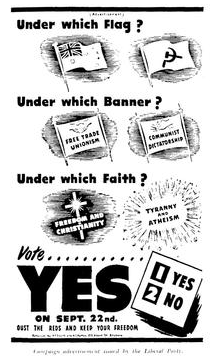 (Advertisement)
Under which Flag?
Under which Banner?
FREE TRADE
UNIONISM
COMMUNIST
DICTATORSHIP
Under which Faith?
FREEDOM AND
CHRISTIANITY
TYRANNY
AND
ATHEISM
Vote
YES
1 YES
2 NO
ON SEPT. 22nd.
OUST THE REDS AND KEEP YOUR FREEDOM
Campaign advertisement issued by the Liberal Party.